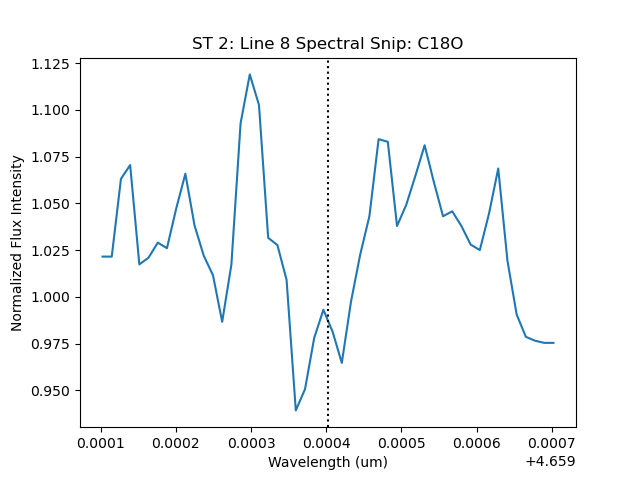 ST 2: Line 8 Spectral Snip: C18O
Normalized Flux Intensity
1.125
1.100
1.075
1.050
1.025
1.000
0.975
0.950
0.0001 0.0002 0.0003 0.0004 0.0005 0.0006 0.0007
Wavelength (um)
+4.659